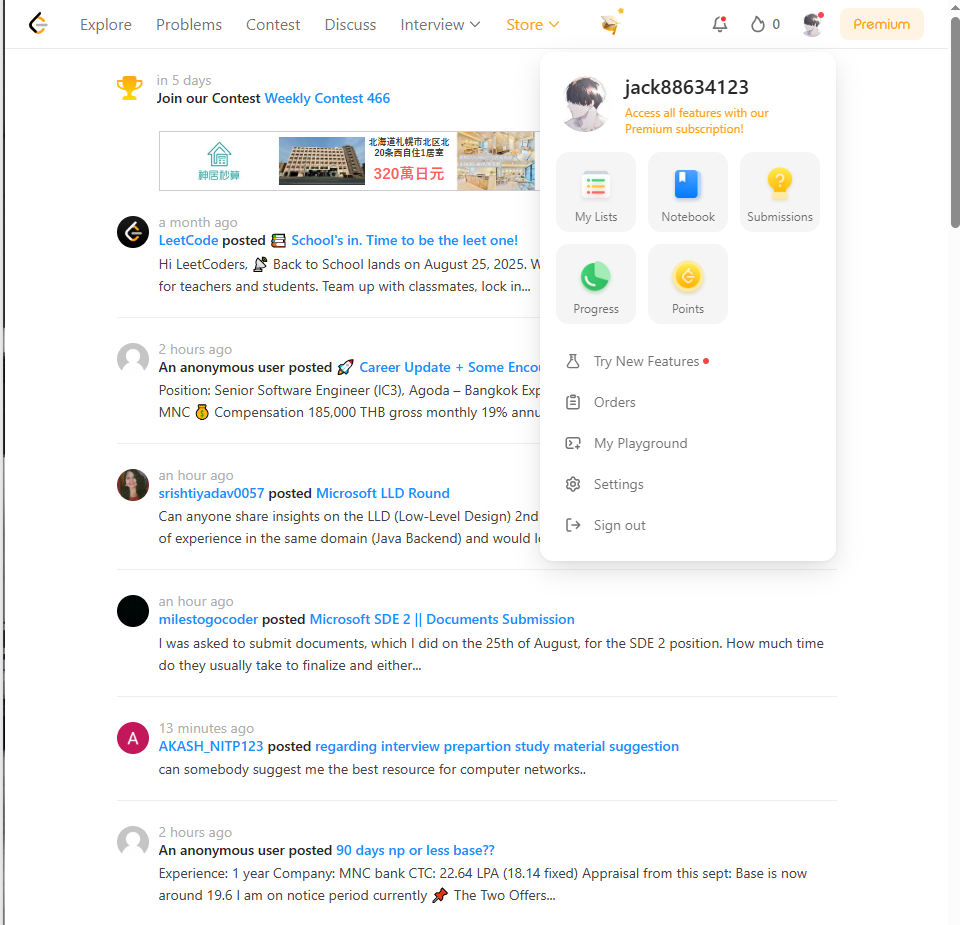 Explore Problems Contest Discuss Interview Store 0 Premium
in 5 days
Join our Contest Weekly Contest 466
神居秒算
北海道札幌市北区北
20条西自住1居室
320萬日元
a month ago
LeetCode posted 📚 School's in. Time to be the leet one!
Hi LeetCoders, 📡 Back to School lands on August 25, 2025. W
for teachers and students. Team up with classmates, lock in...
2 hours ago
An anonymous user posted 🚀 Career Update + Some Encou
Position: Senior Software Engineer (IC3), Agoda – Bangkok Exp
MNC 💰 Compensation 185,000 THB gross monthly 19% annu
an hour ago
srishtiyadav0057 posted Microsoft LLD Round
Can anyone share insights on the LLD (Low-Level Design) 2nd
of experience in the same domain (Java Backend) and would l
an hour ago
milestogocoder posted Microsoft SDE 2 || Documents Submission
I was asked to submit documents, which I did on the 25th of August, for the SDE 2 position. How much time
do they usually take to finalize and either...
A
13 minutes ago
AKASH_NITP123 posted regarding interview prepartion study material suggestion
can somebody suggest me the best resource for computer networks..
2 hours ago
An anonymous user posted 90 days np or less base??
Experience: 1 year Company: MNC bank CTC: 22.64 LPA (18.14 fixed) Appraisal from this sept: Base is now
around 19.6 I am on notice period currently 📌 The Two Offers...
jack88634123
Access all features with our
Premium subscription!
My Lists
Notebook
Submissions
Progress
Points
Try New Features
Orders
My Playground
Settings
Sign out